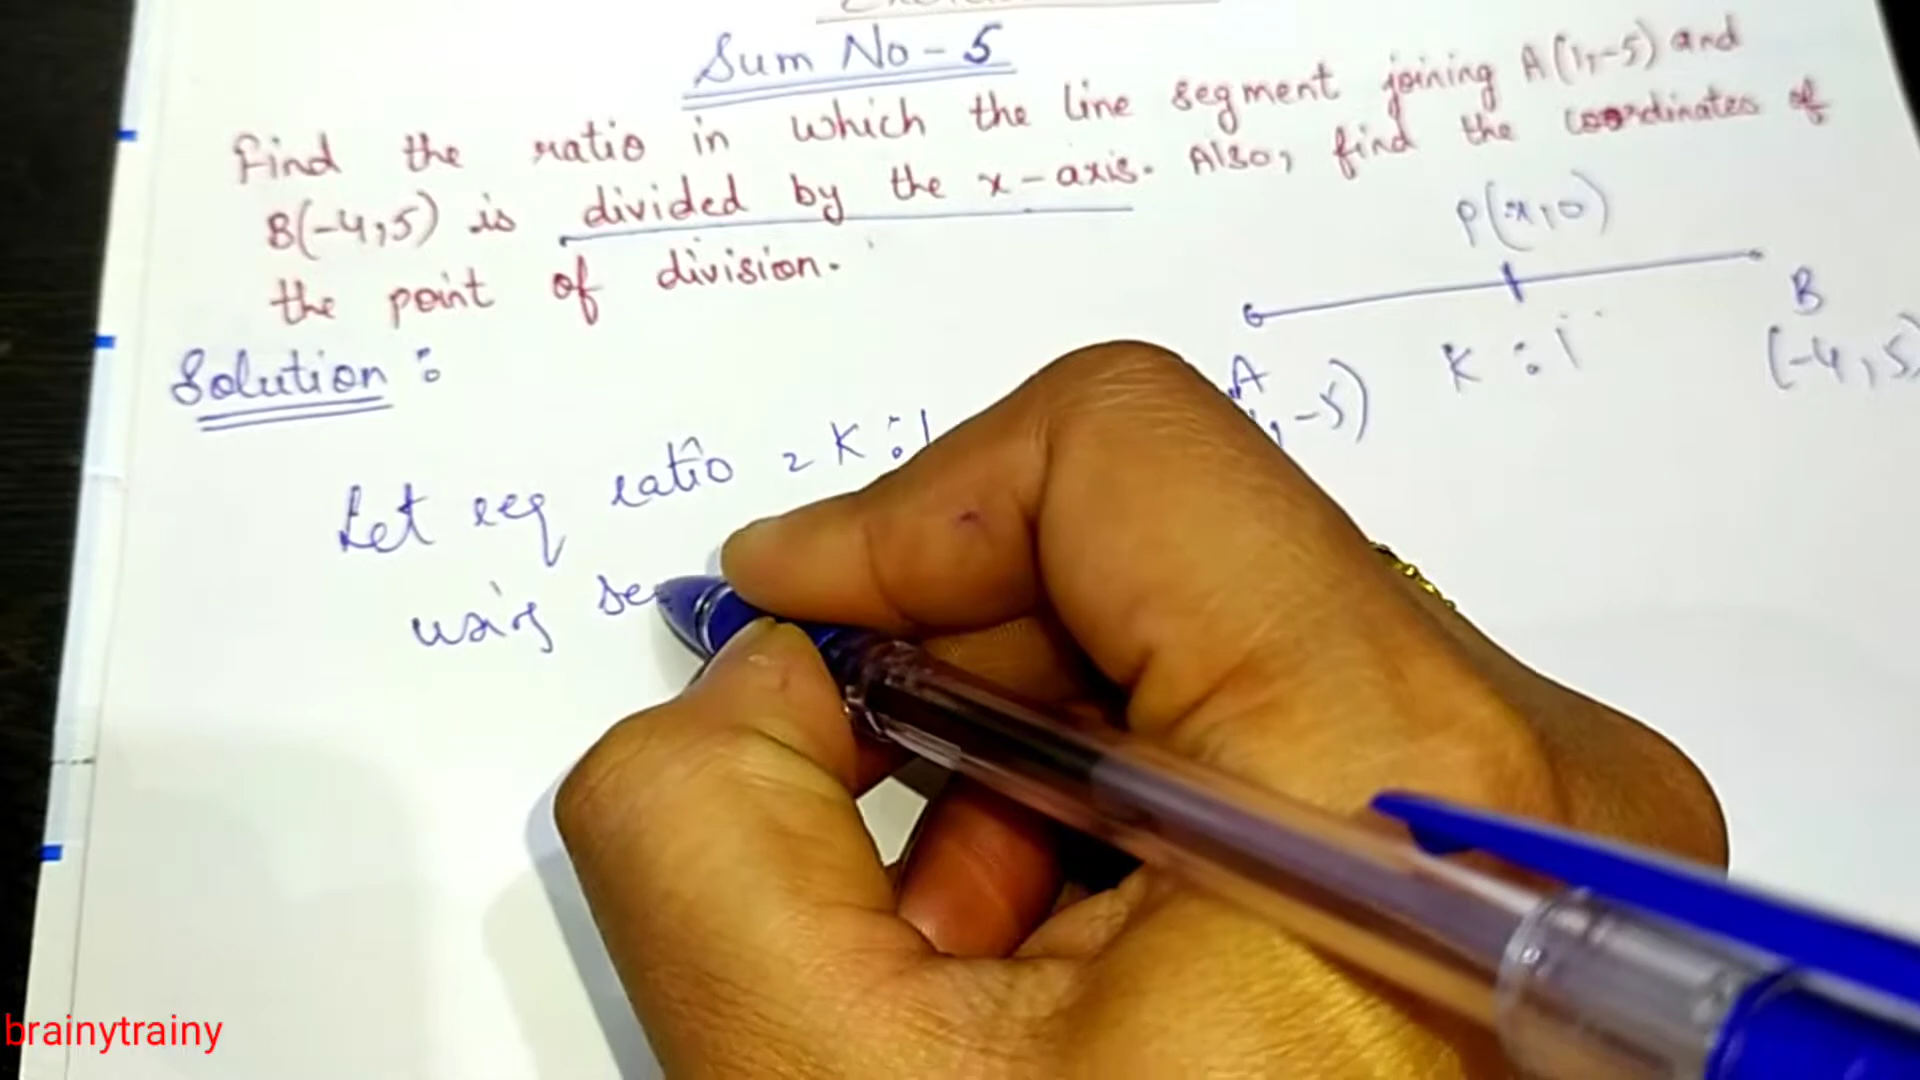 Sum No - 5
Find the ratio in which the line segment joining A(1,-5) and
B(-4,5) is divided by the x-axis. Also, find the coordinates of
the point of division.
P(x,0)
A
B
,-5)
K : 1
(-4,5)
Solution :
Let req ratio = K : 1
using se
brainytrainy